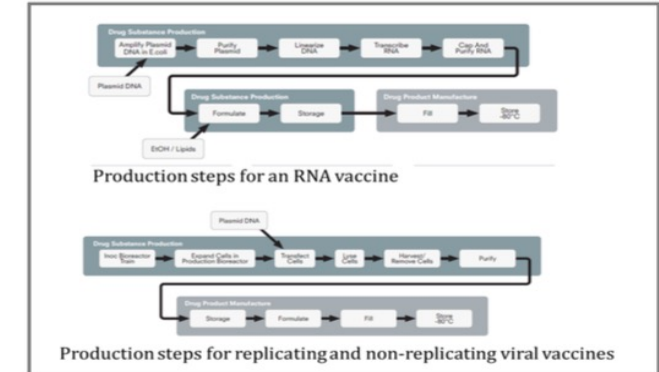 Drug Substance Production
Amplify Plasmid
DNA in E.coli
Purify
Plasmid
Linearize
DNA
Transcribe
RNA
Cap And
Purify RNA
Plasmid DNA
Drug Substance Production
Formulate
Storage
Drug Product Manufacture
Fill
Store
-80°C
EtOH / Lipids
Production steps for an RNA vaccine
Plasmid DNA
Drug Substance Production
Inoc Bioreactor
Train
Expand Cells in
Production Bioreactor
Transfect
Cells
Lyse
Cells
Harvest/
Remove Cells
Purify
Drug Product Manufacture
Storage
Formulate
Fill
Store
-80°C
Production steps for replicating and non-replicating viral vaccines